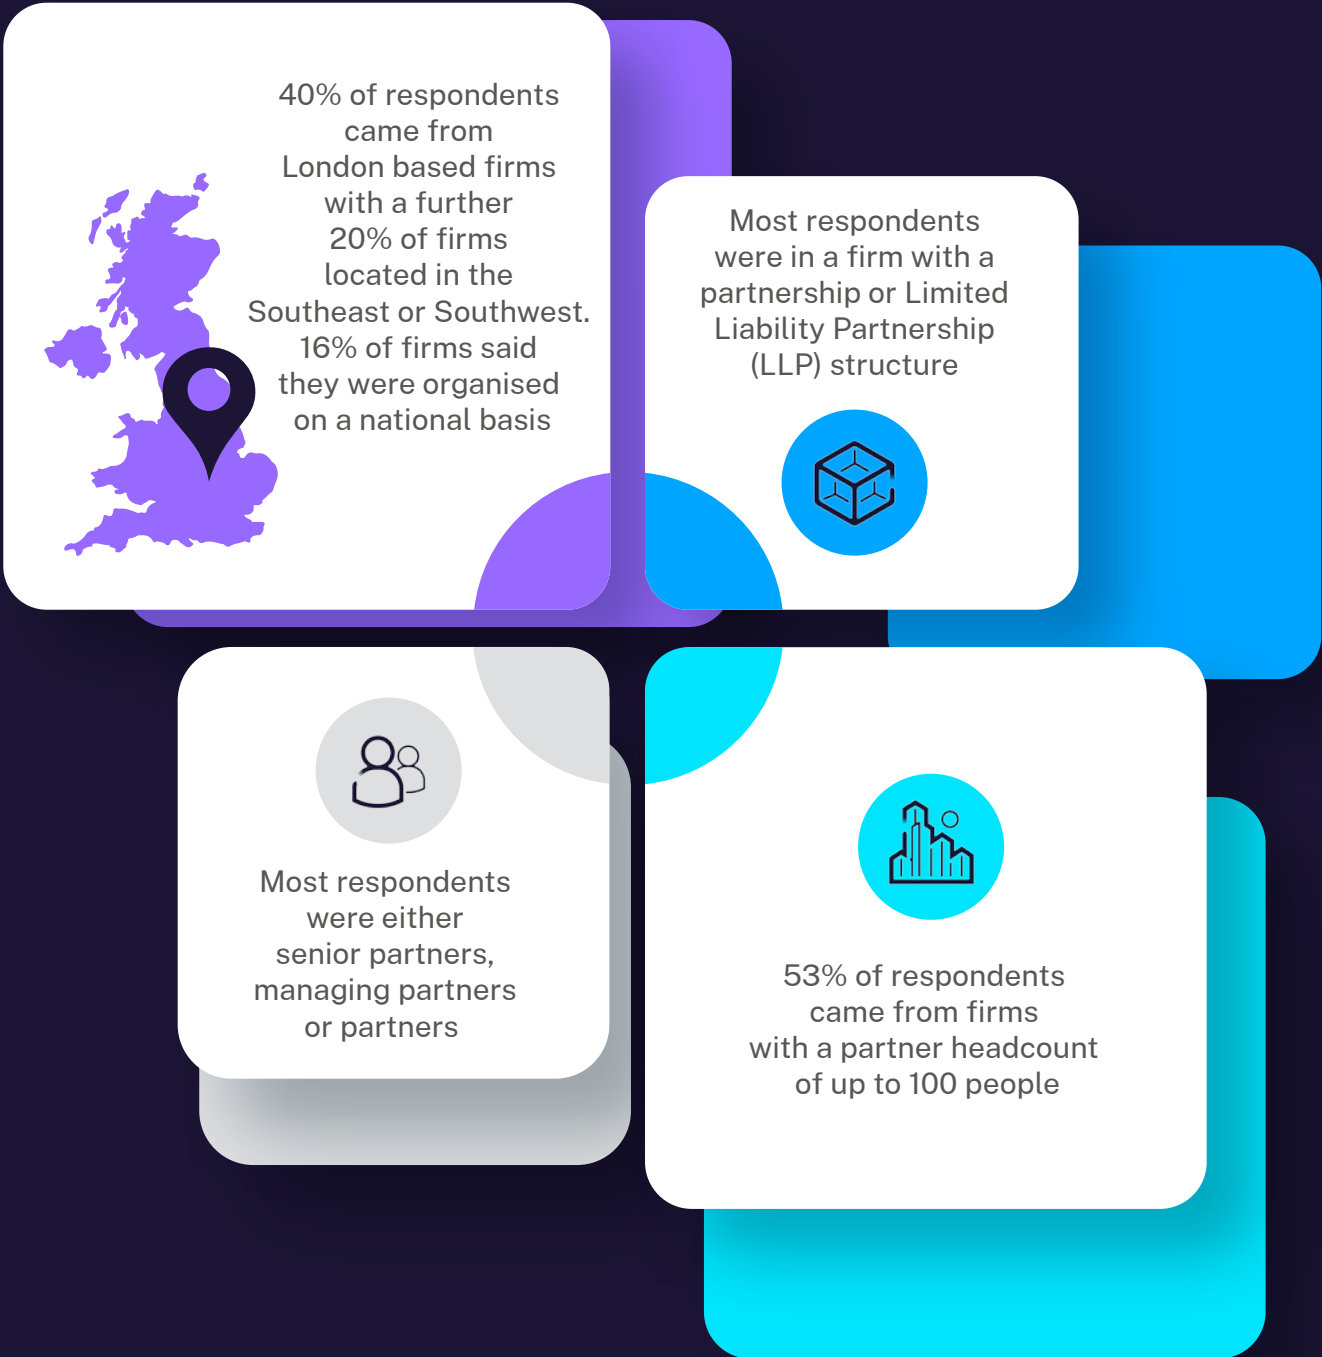 40% of respondents
came from
London based firms
with a further
20% of firms
located in the
Southeast or Southwest.
16% of firms said
they were organised
on a national basis
Most respondents
were in a firm with a
partnership or Limited
Liability Partnership
(LLP) structure
Most respondents
were either
senior partners,
managing partners
or partners
53% of respondents
came from firms
with a partner headcount
of up to 100 people